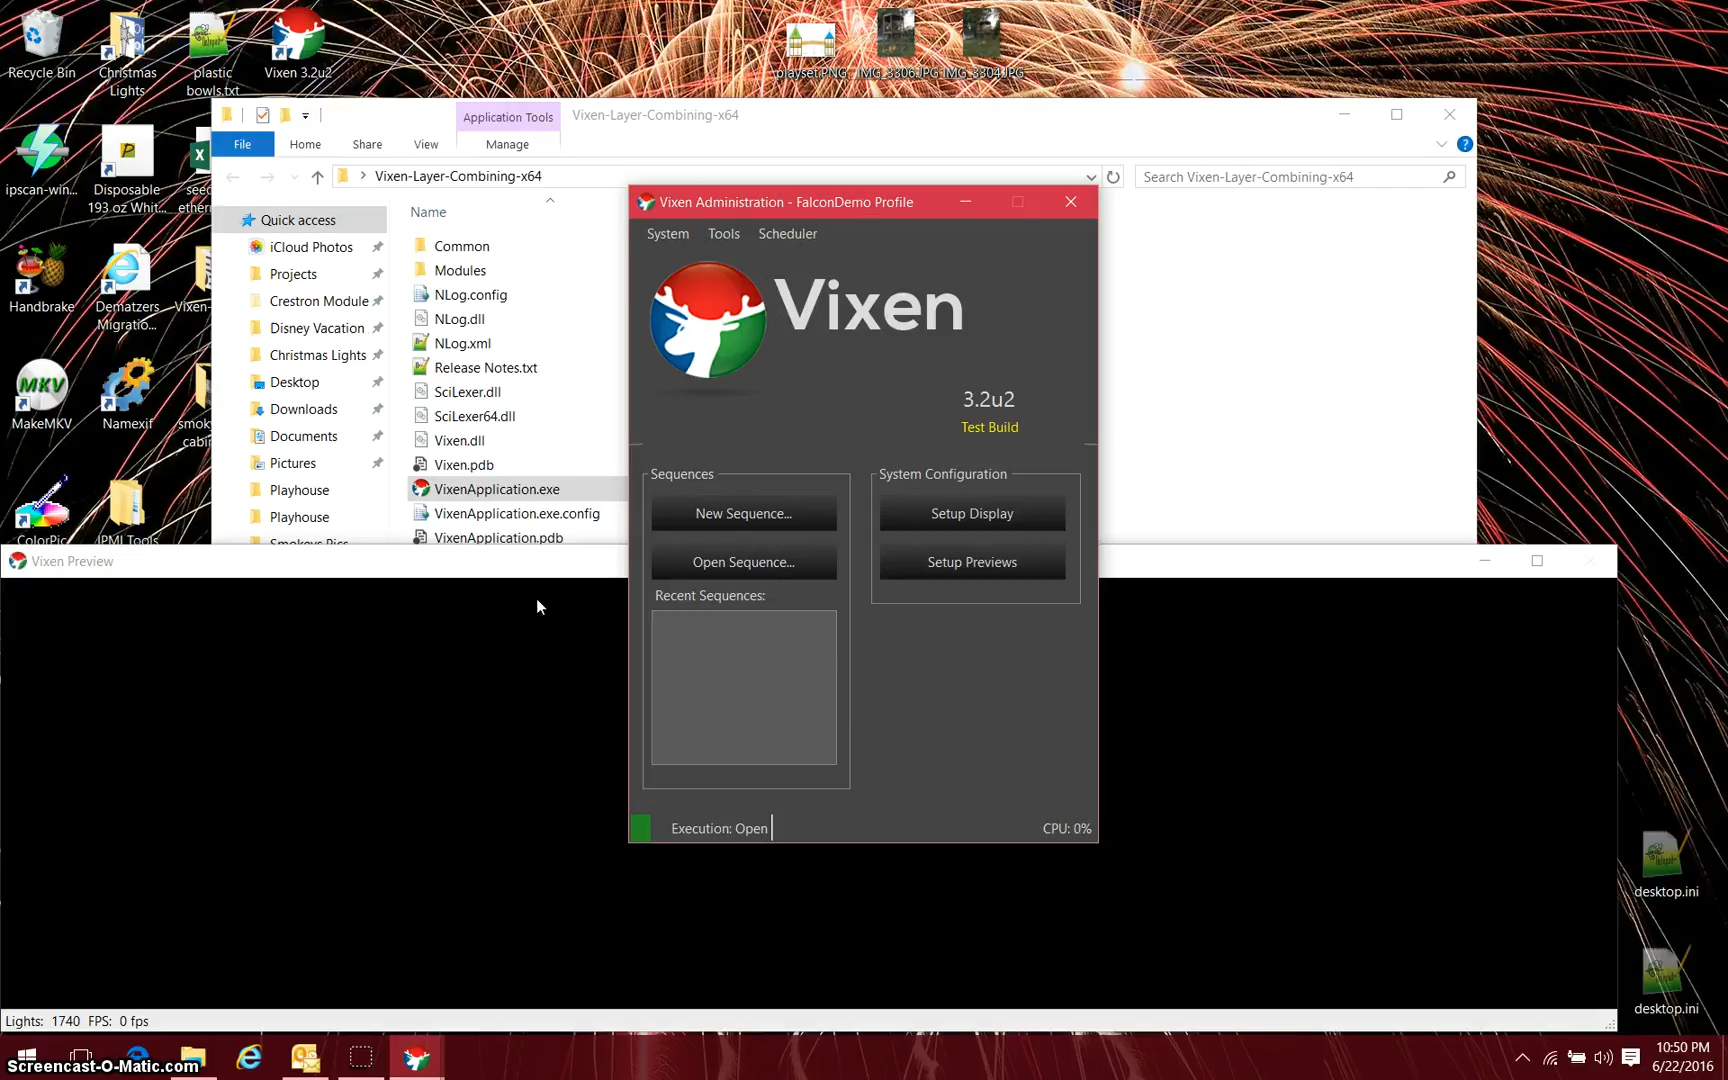 Recycle Bin
Christmas
Lights
plastic
bowls.txt
Vixen 3.2u2
playset.PNG
IMG_3306.JPG
IMG_3304.JPG
ipscan-win...
Disposable
193 oz Whit...
Handbrake
Dematzers
Migratio...
Vixen-
MakeMKV
MKV
Namexif
ColorPic
IPMI Tools
Application Tools
Vixen-Layer-Combining-x64
File
Home
Share
View
Manage
Vixen-Layer-Combining-x64
Search Vixen-Layer-Combining-x64
Quick access
iCloud Photos
Projects
Crestron Module
Disney Vacation
Christmas Lights
Desktop
Downloads
Documents
Pictures
Playhouse
Playhouse
Smokeys Pics
Name
Common
Modules
NLog.config
NLog.dll
NLog.xml
Release Notes.txt
SciLexer.dll
SciLexer64.dll
Vixen.dll
Vixen.pdb
VixenApplication.exe
VixenApplication.exe.config
VixenApplication.pdb
Vixen Administration - FalconDemo Profile
System
Tools
Scheduler
Vixen
3.2u2
Test Build
Sequences
New Sequence...
Open Sequence...
Recent Sequences:
System Configuration
Setup Display
Setup Previews
Execution: Open
CPU: 0%
Vixen Preview
Lights: 1740 FPS: 0 fps
desktop.ini
desktop.ini
Screencast-O-Matic.com
10:50 PM
6/22/2016